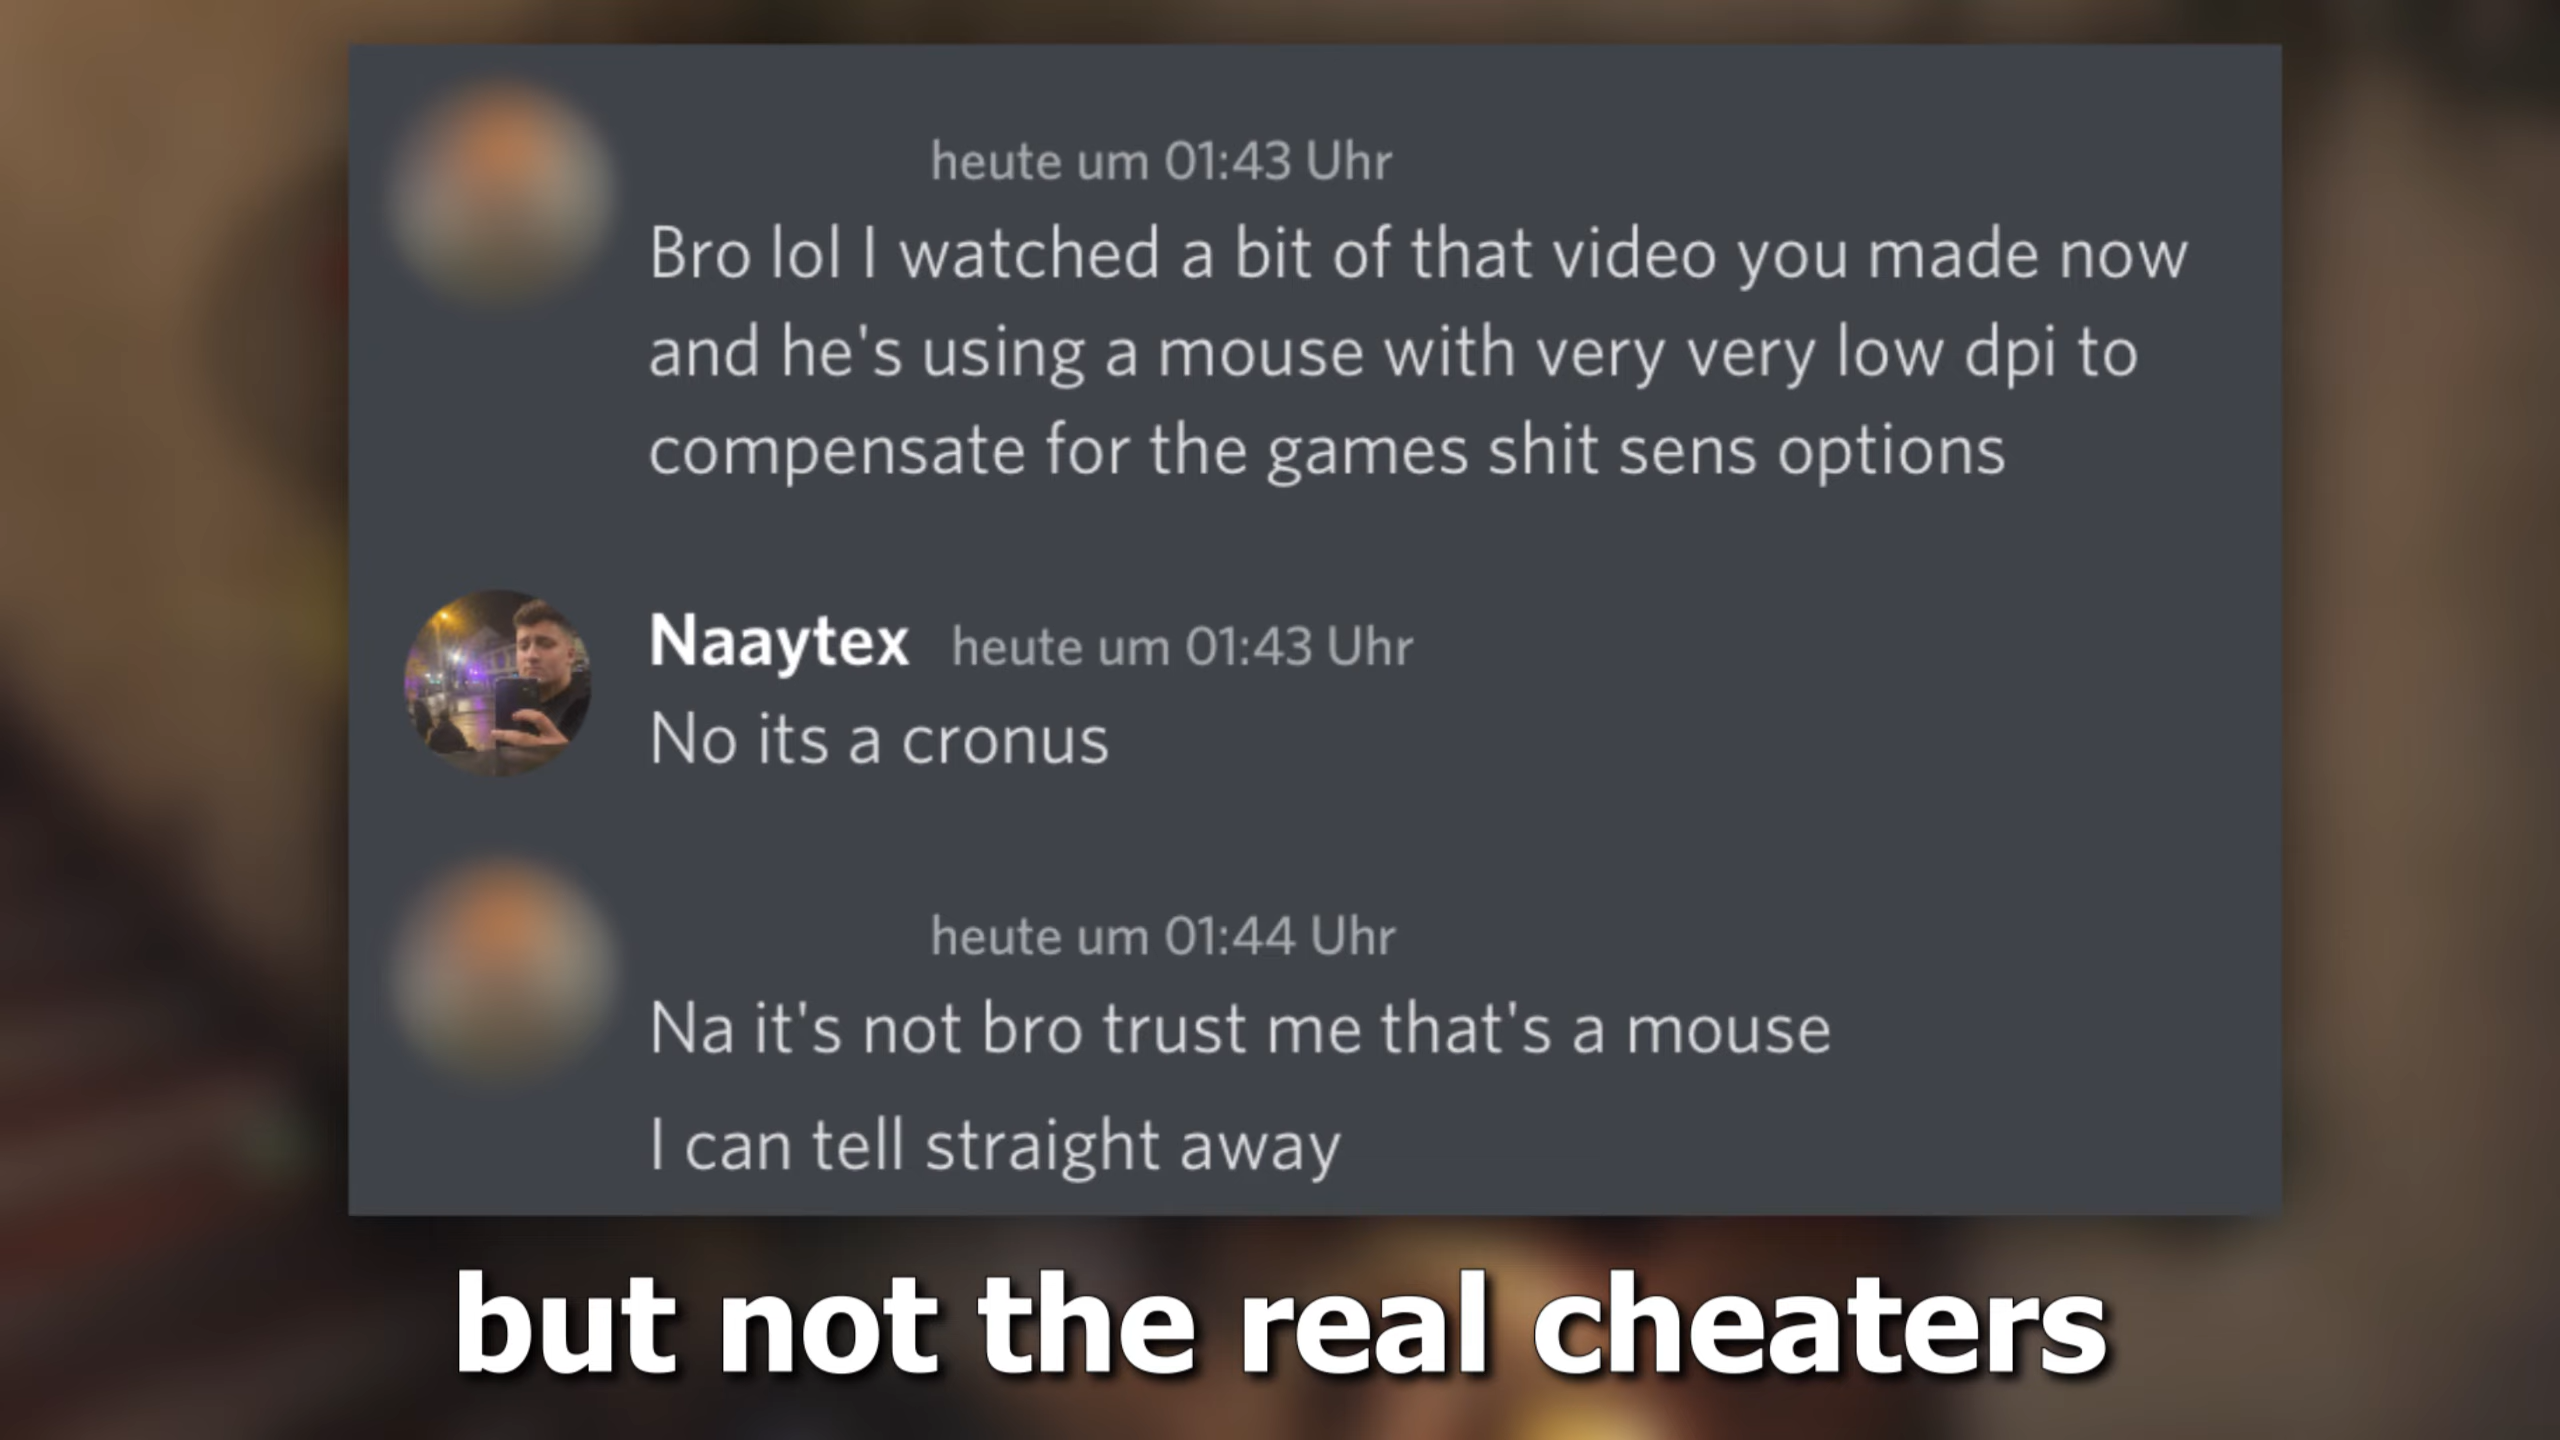 heute um 01:43 Uhr
Bro lol I watched a bit of that video you made now
and he's using a mouse with very very low dpi to
compensate for the games shit sens options
Naaytex heute um 01:43 Uhr
No its a cronus
heute um 01:44 Uhr
Na it's not bro trust me that's a mouse
I can tell straight away
but not the real cheaters